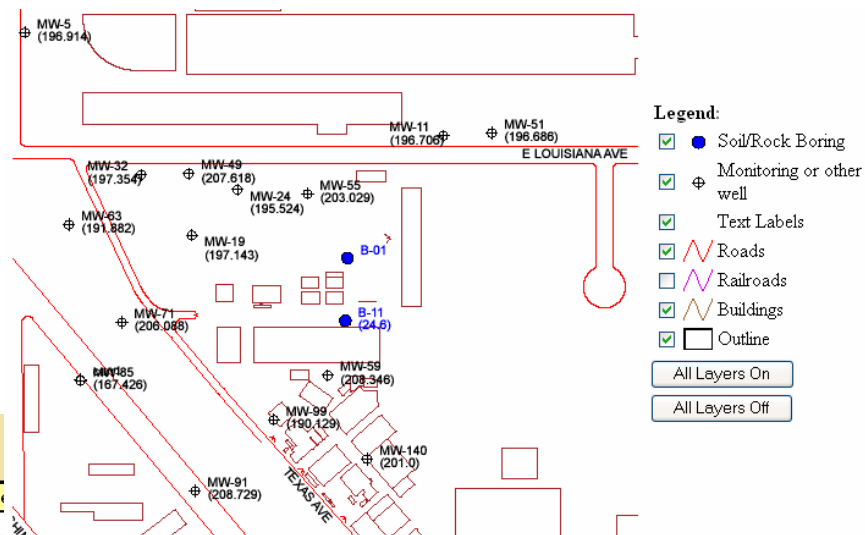 MW-5
(196.914)
MW-11
(196.706)
MW-51
(196.686)
E LOUISIANA AVE
MW-32
(197.354)
MW-49
(207.618)
MW-24
(195.524)
MW-55
(203.029)
MW-63
(191.882)
MW-19
(197.143)
B-01
MW-71
(206.088)
B-11
(24.6)
MW-85
(167.426)
MW-59
(208.346)
MW-99
(190.129)
MW-140
(201.0)
MW-91
(208.729)
TEXAS AVE
Legend:
Soil/Rock Boring
Monitoring or other
well
Text Labels
Roads
Railroads
Buildings
Outline
All Layers On
All Layers Off